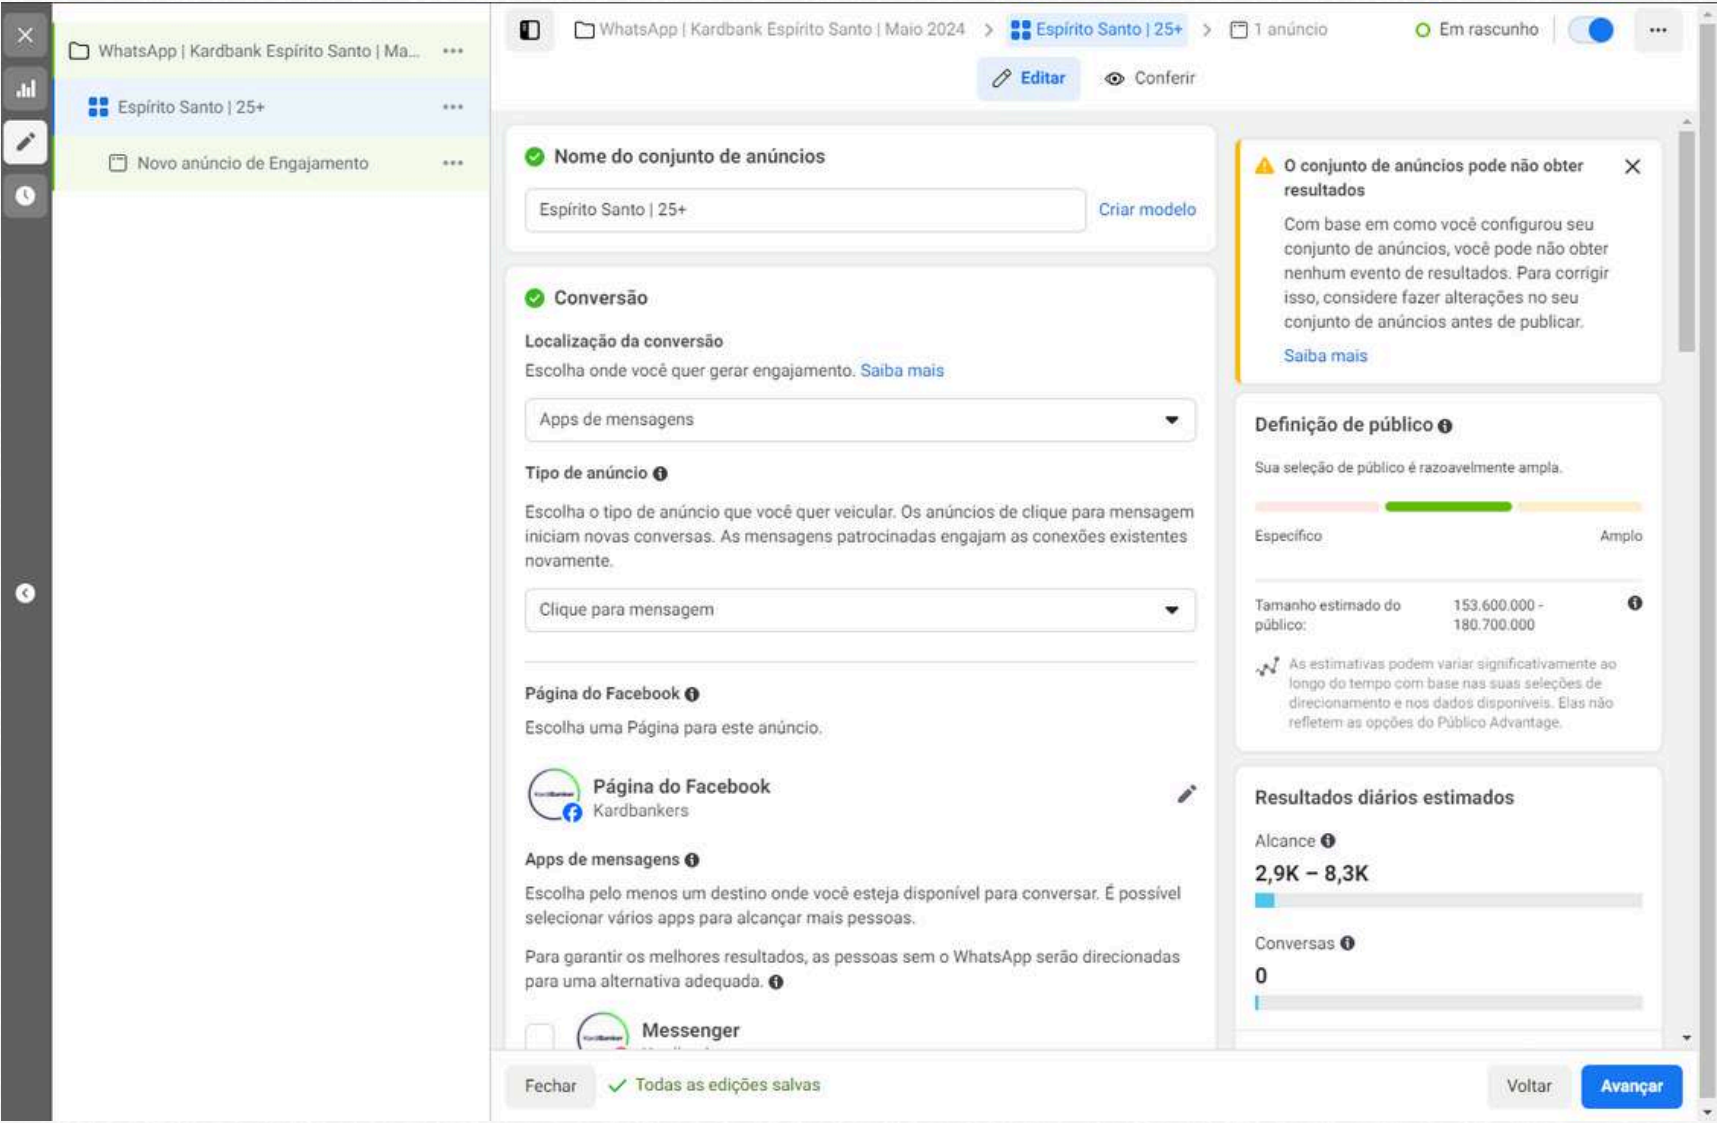 WhatsApp | Kardbank Espírito Santo | Ma...
Espírito Santo | 25+
Novo anúncio de Engajamento
WhatsApp | Kardbank Espírito Santo | Maio 2024 > Espírito Santo | 25+ > 1 anúncio
Em rascunho
Editar
Conferir
Nome do conjunto de anúncios
Espírito Santo | 25+
Criar modelo
Conversão
Localização da conversão
Escolha onde você quer gerar engajamento. Saiba mais
Apps de mensagens
Tipo de anúncio
Escolha o tipo de anúncio que você quer veicular. Os anúncios de clique para mensagem
iniciam novas conversas. As mensagens patrocinadas engajam as conexões existentes
novamente.
Clique para mensagem
Página do Facebook
Escolha uma Página para este anúncio.
Página do Facebook
Kardbankers
Apps de mensagens
Escolha pelo menos um destino onde você esteja disponível para conversar. É possível
selecionar vários apps para alcançar mais pessoas.
Para garantir os melhores resultados, as pessoas sem o WhatsApp serão direcionadas
para uma alternativa adequada.
Messenger
O conjunto de anúncios pode não obter
resultados
Com base em como você configurou seu
conjunto de anúncios, você pode não obter
nenhum evento de resultados. Para corrigir
isso, considere fazer alterações no seu
conjunto de anúncios antes de publicar.
Saiba mais
Definição de público
Sua seleção de público é razoavelmente ampla.
Específico
Amplo
Tamanho estimado do
público:
153.600.000 -
180.700.000
As estimativas podem variar significativamente ao
longo do tempo com base nas suas seleções de
direcionamento e nos dados disponíveis. Elas não
refletem as opções do Público Advantage.
Resultados diários estimados
Alcance
2,9K – 8,3K
Conversas
0
Fechar
Todas as edições salvas
Voltar
Avançar